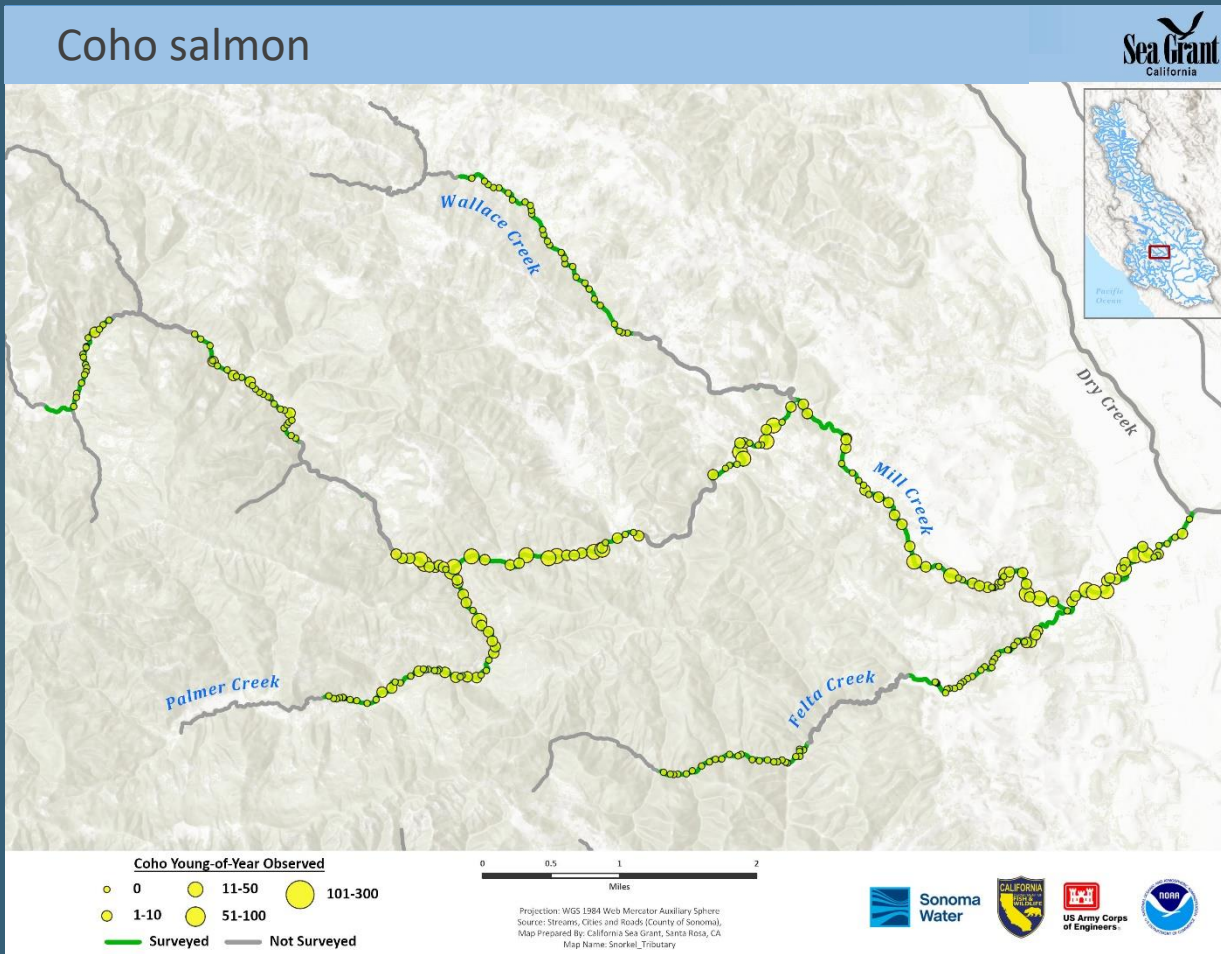 Coho salmon
Sea Grant
California
Wallace Creek
Pacific
Ocean
Dry Creek
Mill Creek
Palmer Creek
Felta Creek
Coho Young-of-Year Observed
0
11-50
101-300
1-10
51-100
Surveyed
Not Surveyed
0 0.5 1 2
Miles
Projection: WGS 1984 Web Mercator Auxiliary Sphere
Source: Streams, Cities and Roads (County of Sonoma),
Map Prepared By: California Sea Grant, Santa Rosa, CA
Map Name: Snorkel_Tributary
Sonoma
Water
CALIFORNIA
FISH &
WILDLIFE
US Army Corps
of Engineers
NOAA